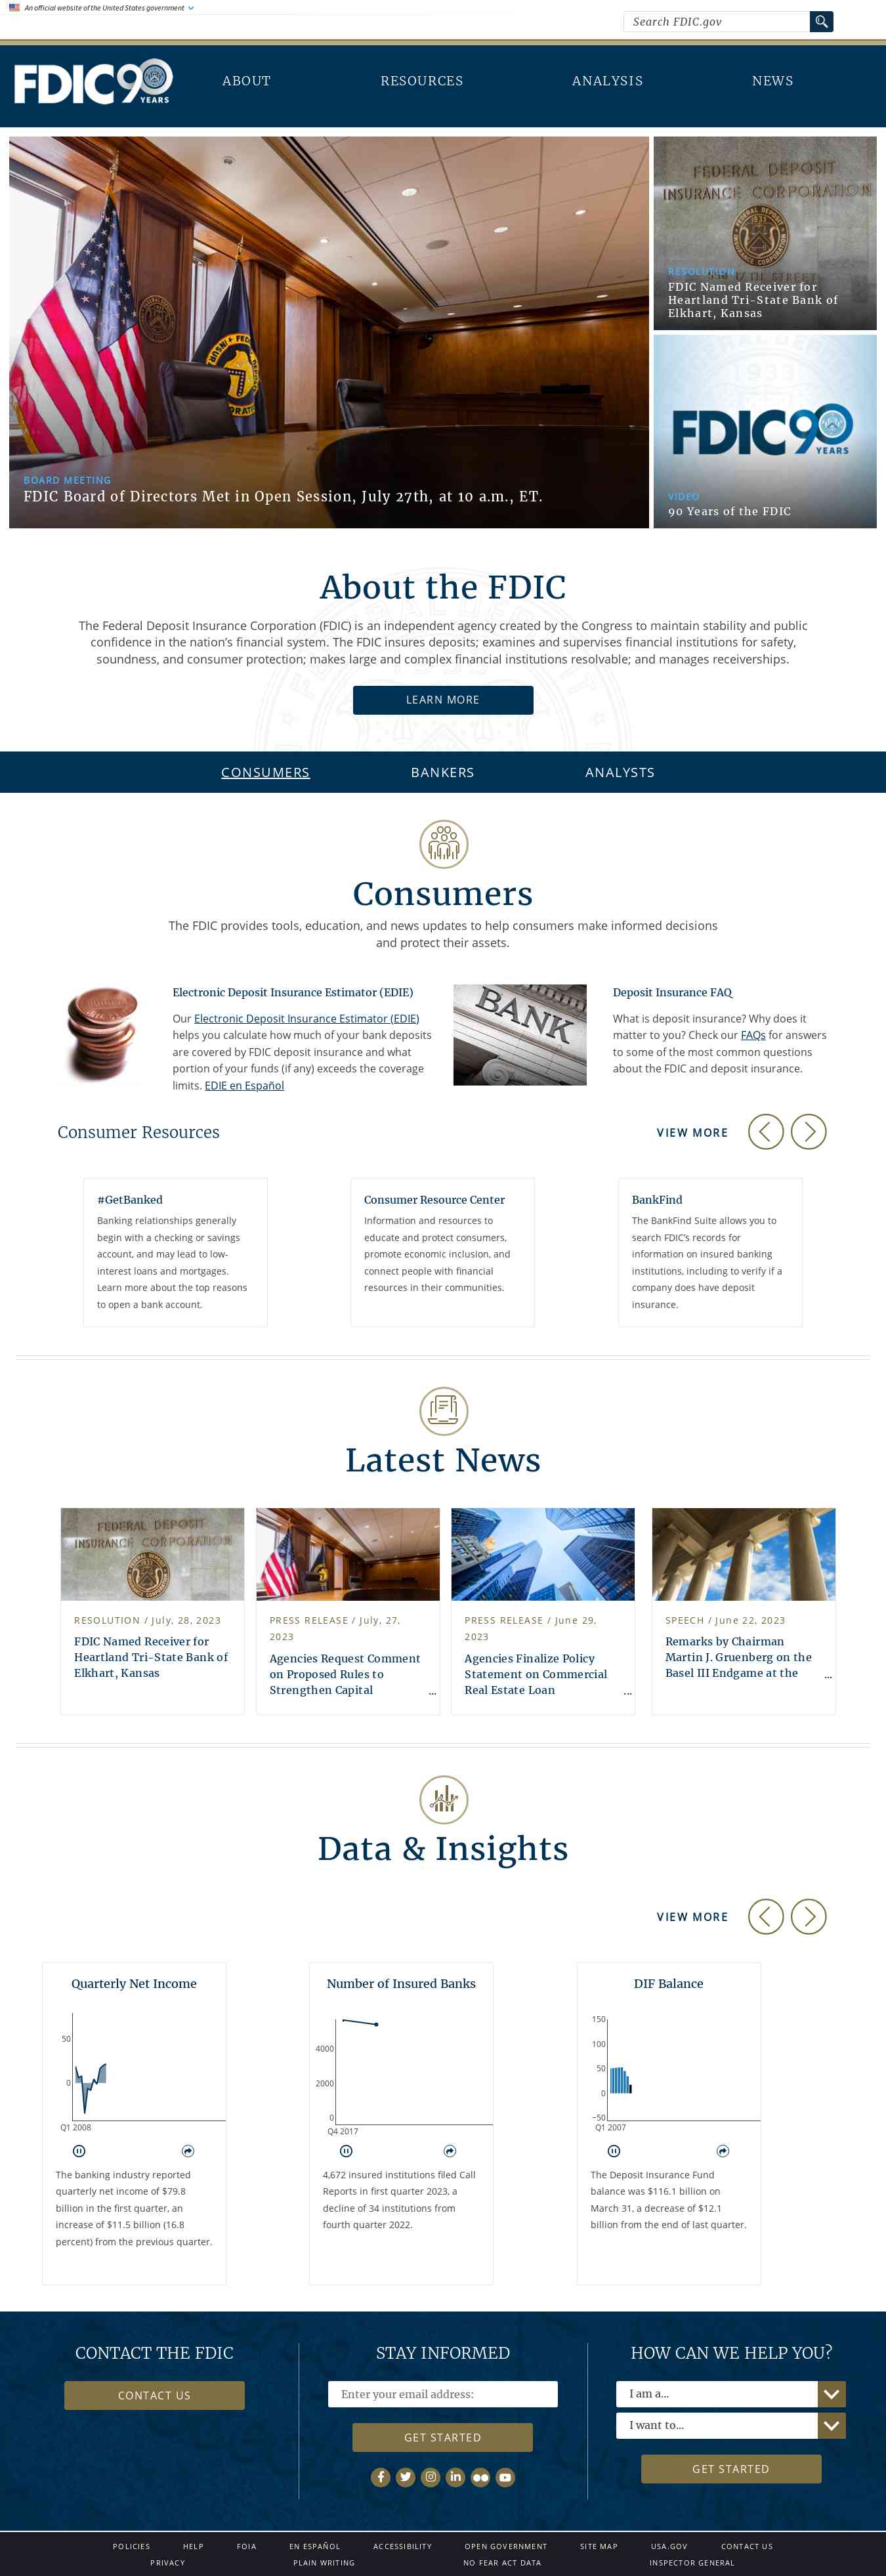 An official website of the United States government
Search FDIC.gov
FDIC 90 YEARS
ABOUT
RESOURCES
ANALYSIS
NEWS
BOARD MEETING
FDIC Board of Directors Met in Open Session, July 27th, at 10 a.m., ET.
FEDERAL DEPOSIT
INSURANCE CORPORATION
RESOLUTION
FDIC Named Receiver for
Heartland Tri-State Bank of
Elkhart, Kansas
FDIC 90 YEARS
VIDEO
90 Years of the FDIC
About the FDIC
The Federal Deposit Insurance Corporation (FDIC) is an independent agency created by the Congress to maintain stability and public
confidence in the nation’s financial system. The FDIC insures deposits; examines and supervises financial institutions for safety,
soundness, and consumer protection; makes large and complex financial institutions resolvable; and manages receiverships.
LEARN MORE
CONSUMERS
BANKERS
ANALYSTS
Consumers
The FDIC provides tools, education, and news updates to help consumers make informed decisions
and protect their assets.
Electronic Deposit Insurance Estimator (EDIE)
Our Electronic Deposit Insurance Estimator (EDIE)
helps you calculate how much of your bank deposits
are covered by FDIC deposit insurance and what
portion of your funds (if any) exceeds the coverage
limits. EDIE en Español
BANK
Deposit Insurance FAQ
What is deposit insurance? Why does it
matter to you? Check our FAQs for answers
to some of the most common questions
about the FDIC and deposit insurance.
Consumer Resources
VIEW MORE
#GetBanked
Banking relationships generally
begin with a checking or savings
account, and may lead to low-
interest loans and mortgages.
Learn more about the top reasons
to open a bank account.
Consumer Resource Center
Information and resources to
educate and protect consumers,
promote economic inclusion, and
connect people with financial
resources in their communities.
BankFind
The BankFind Suite allows you to
search FDIC’s records for
information on insured banking
institutions, including to verify if a
company does have deposit
insurance.
Latest News
FEDERAL DEPOSIT
INSURANCE CORPORATION
RESOLUTION / July, 28, 2023
FDIC Named Receiver for
Heartland Tri-State Bank of
Elkhart, Kansas
PRESS RELEASE / July, 27,
2023
Agencies Request Comment
on Proposed Rules to
Strengthen Capital ...
PRESS RELEASE / June 29,
2023
Agencies Finalize Policy
Statement on Commercial
Real Estate Loan ...
SPEECH / June 22, 2023
Remarks by Chairman
Martin J. Gruenberg on the
Basel III Endgame at the ...
Data & Insights
VIEW MORE
Quarterly Net Income
50
0
Q1 2008
The banking industry reported
quarterly net income of $79.8
billion in the first quarter, an
increase of $11.5 billion (16.8
percent) from the previous quarter.
Number of Insured Banks
4000
2000
0
Q4 2017
4,672 insured institutions filed Call
Reports in first quarter 2023, a
decline of 34 institutions from
fourth quarter 2022.
DIF Balance
150
100
50
0
−50
Q1 2007
The Deposit Insurance Fund
balance was $116.1 billion on
March 31, a decrease of $12.1
billion from the end of last quarter.
CONTACT THE FDIC
CONTACT US
STAY INFORMED
Enter your email address:
GET STARTED
HOW CAN WE HELP YOU?
I am a...
I want to...
GET STARTED
POLICIES
HELP
FOIA
EN ESPAÑOL
ACCESSIBILITY
OPEN GOVERNMENT
SITE MAP
USA.GOV
CONTACT US
PRIVACY
PLAIN WRITING
NO FEAR ACT DATA
INSPECTOR GENERAL